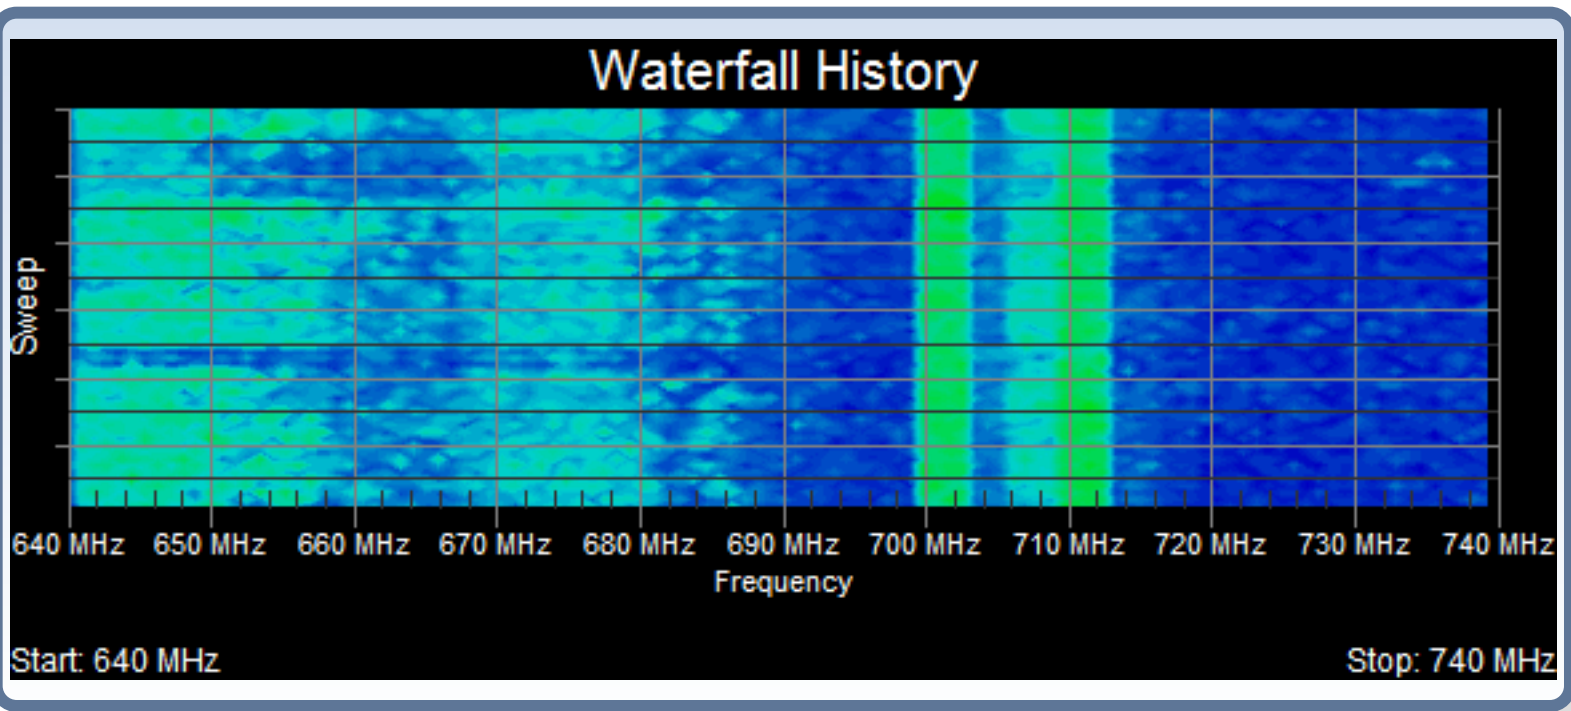 Waterfall History
Sweep
640 MHz 650 MHz 660 MHz 670 MHz 680 MHz 690 MHz 700 MHz 710 MHz 720 MHz 730 MHz 740 MHz
Frequency
Start: 640 MHz Stop: 740 MHz